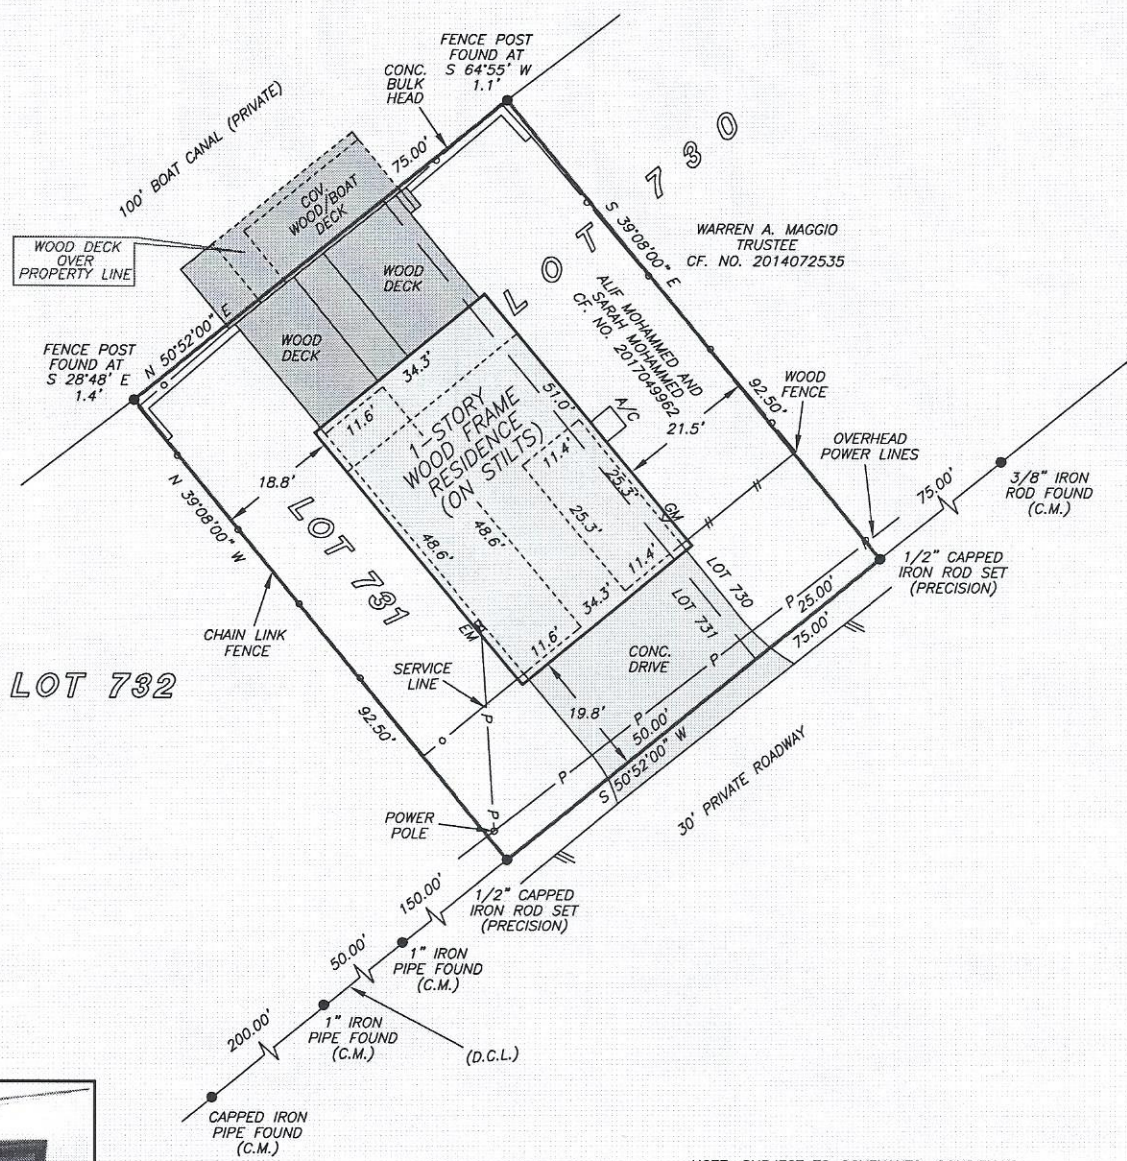 FENCE POST
FOUND AT
S 64°55' W
1.1'
CONC.
BULK
HEAD
100' BOAT CANAL (PRIVATE)
75.00'
LOT 730
COV.
WOOD/BOAT
DECK
WOOD DECK
OVER
PROPERTY LINE
WOOD
DECK
WOOD
DECK
S 39°08'00" E
WARREN A. MAGGIO
TRUSTEE
CF. NO. 2014072535
ALIF MOHAMMED AND
SARAH MOHAMMED
CF. NO. 2017049962
N 50°52'00" E
FENCE POST
FOUND AT
S 28°48' E
1.4'
34.3'
11.6'
1-STORY
WOOD FRAME
RESIDENCE
(ON STILTS)
51.0'
A/C
21.5'
92.50'
WOOD
FENCE
OVERHEAD
POWER LINES
75.00'
3/8" IRON
ROD FOUND
(C.M.)
18.8'
N 39°08'00" W
LOT 731
48.6'
48.6'
11.4'
25.3'
25.3'
GM
11.4'
34.3'
11.6'
EM
LOT 730
LOT 731
1/2" CAPPED
IRON ROD SET
(PRECISION)
P
P
25.00'
75.00'
CHAIN LINK
FENCE
LOT 732
SERVICE
LINE
CONC.
DRIVE
P
P
P
50.00'
P
19.8'
S 50°52'00" W
92.50'
30' PRIVATE ROADWAY
POWER
POLE
P
1/2" CAPPED
IRON ROD SET
(PRECISION)
150.00'
1" IRON
PIPE FOUND
(C.M.)
50.00'
1" IRON
PIPE FOUND
(C.M.)
(D.C.L.)
200.00'
CAPPED IRON
PIPE FOUND
(C.M.)